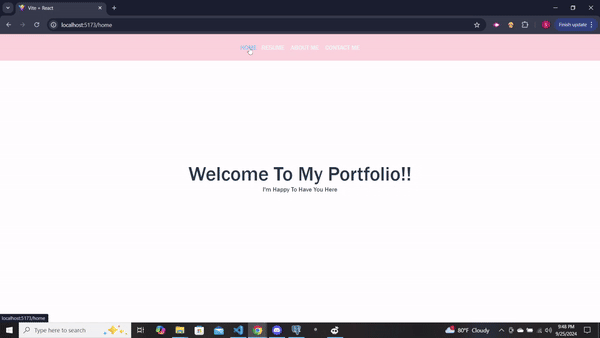 Vite + React
localhost:5173/home
Finish update
HOME RESUME ABOUT ME CONTACT ME
Welcome To My Portfolio!!
I'm Happy To Have You Here
localhost:5173/home
Type here to search
80°F Cloudy
9:48 PM
9/25/2024